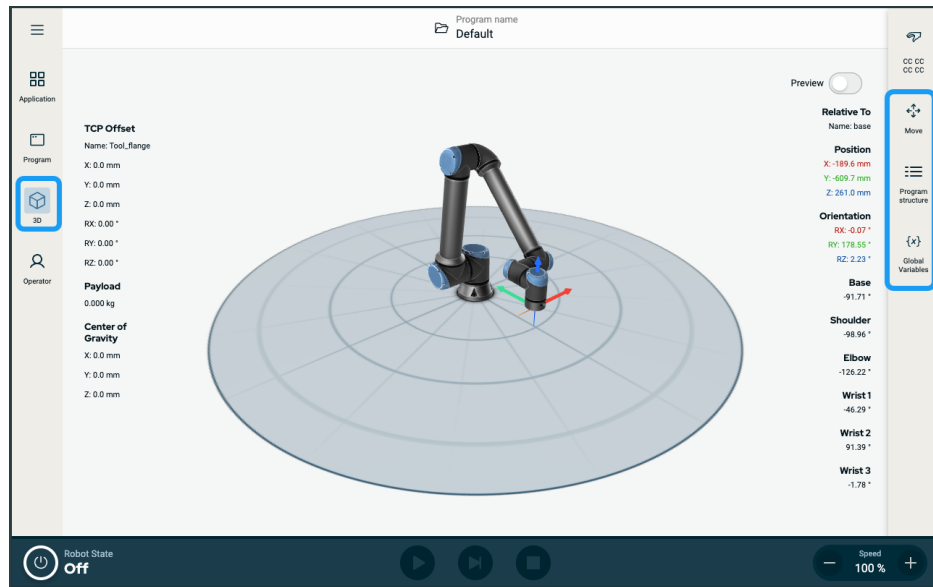 Program name
Default
Application
Program
3D
Operator
TCP Offset
Name: Tool_flange
X: 0.0 mm
Y: 0.0 mm
Z: 0.0 mm
RX: 0.00 °
RY: 0.00 °
RZ: 0.00 °
Payload
0.000 kg
Center of
Gravity
X: 0.0 mm
Y: 0.0 mm
Z: 0.0 mm
Preview
Relative To
Name: base
Position
X: -189.6 mm
Y: -609.7 mm
Z: 261.0 mm
Orientation
RX: -0.07 °
RY: 178.55 °
RZ: 2.23 °
Base
-91.71 °
Shoulder
-98.96 °
Elbow
-126.22 °
Wrist 1
-46.29 °
Wrist 2
91.39 °
Wrist 3
-1.78 °
CC CC
CC CC
Move
Program
structure
{x}
Global
Variables
Robot State
Off
Speed
100 %